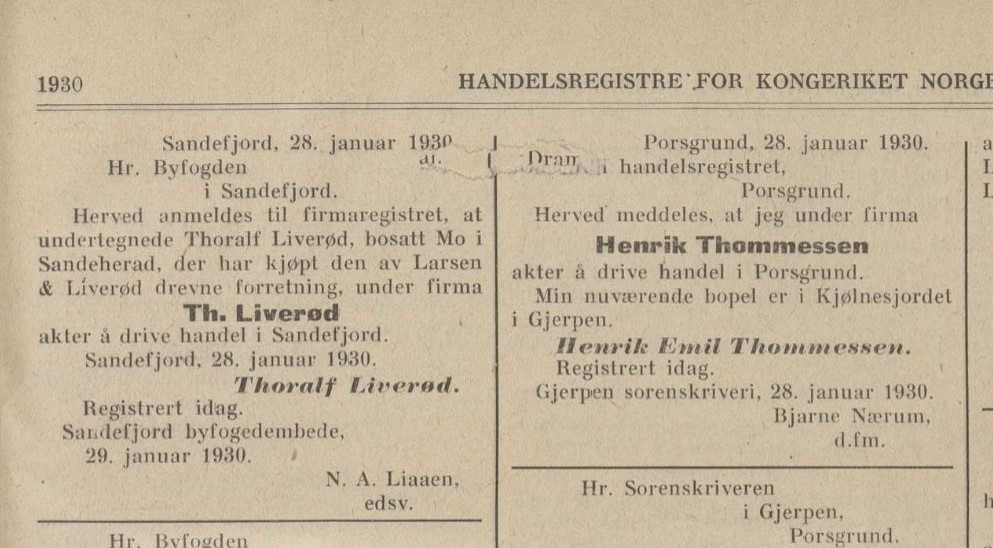 1930
HANDELSREGISTRE FOR KONGERIKET NORGE
Sandefjord, 28. januar 1930
Hr. Byfogden
i Sandefjord.
Herved anmeldes til firmaregistret, at
undertegnede Thoralf Liverød, bosatt Mo i
Sandeherad, der har kjøpt den av Larsen
& Liverød drevne forretning, under firma
Th. Liverød
akter å drive handel i Sandefjord.
Sandefjord, 28. januar 1930.
Thoralf Liverød.
Registrert idag.
Sandefjord byfogedembede,
29. januar 1930.
N. A. Liaaen,
edsv.
Hr. Byfogden
Porsgrund, 28. januar 1930.
handelsregistret,
Porsgrund.
Herved meddeles, at jeg under firma
Henrik Thommessen
akter å drive handel i Porsgrund.
Min nuværende bopel er i Kjølnesjordet
i Gjerpen.
Henrik Emil Thommessen.
Registrert idag.
Gjerpen sorenskriveri, 28. januar 1930.
Bjarne Nærum,
d.fm.
Hr. Sorenskriveren
i Gjerpen,
Porsgrund.